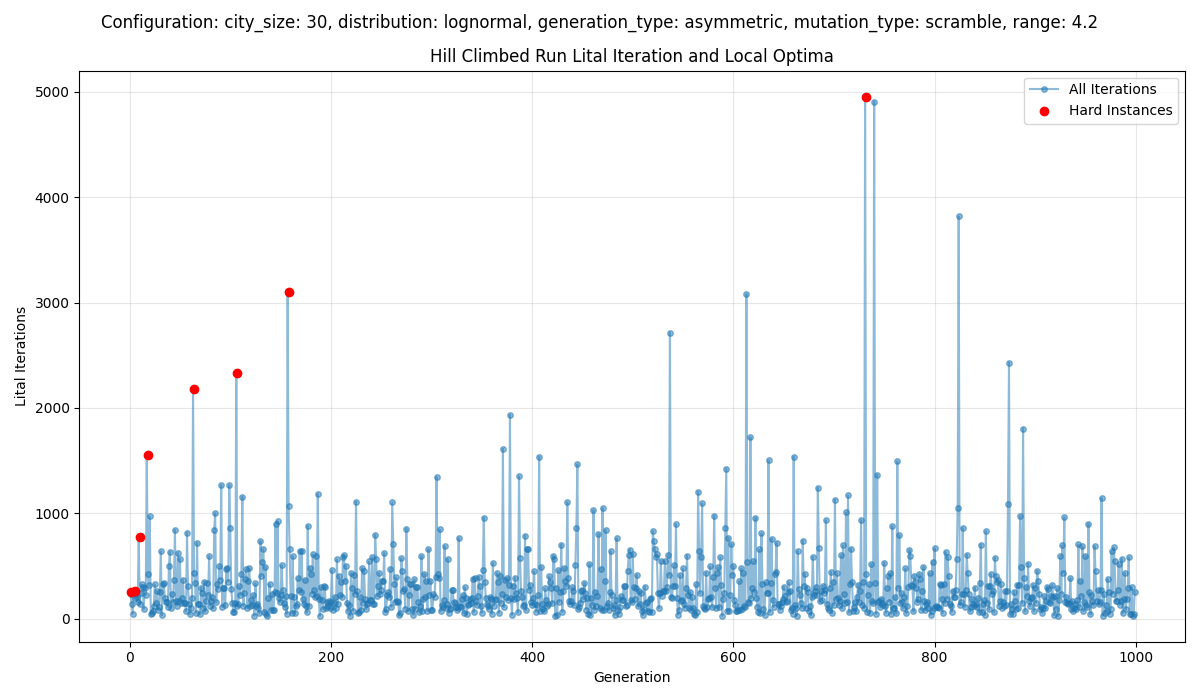 Configuration: city_size: 30, distribution: lognormal, generation_type: asymmetric, mutation_type: scramble, range: 4.2
Hill Climbed Run Lital Iteration and Local Optima
All Iterations
Hard Instances
Lital Iterations
5000
4000
3000
2000
1000
0
0 200 400 600 800 1000
Generation